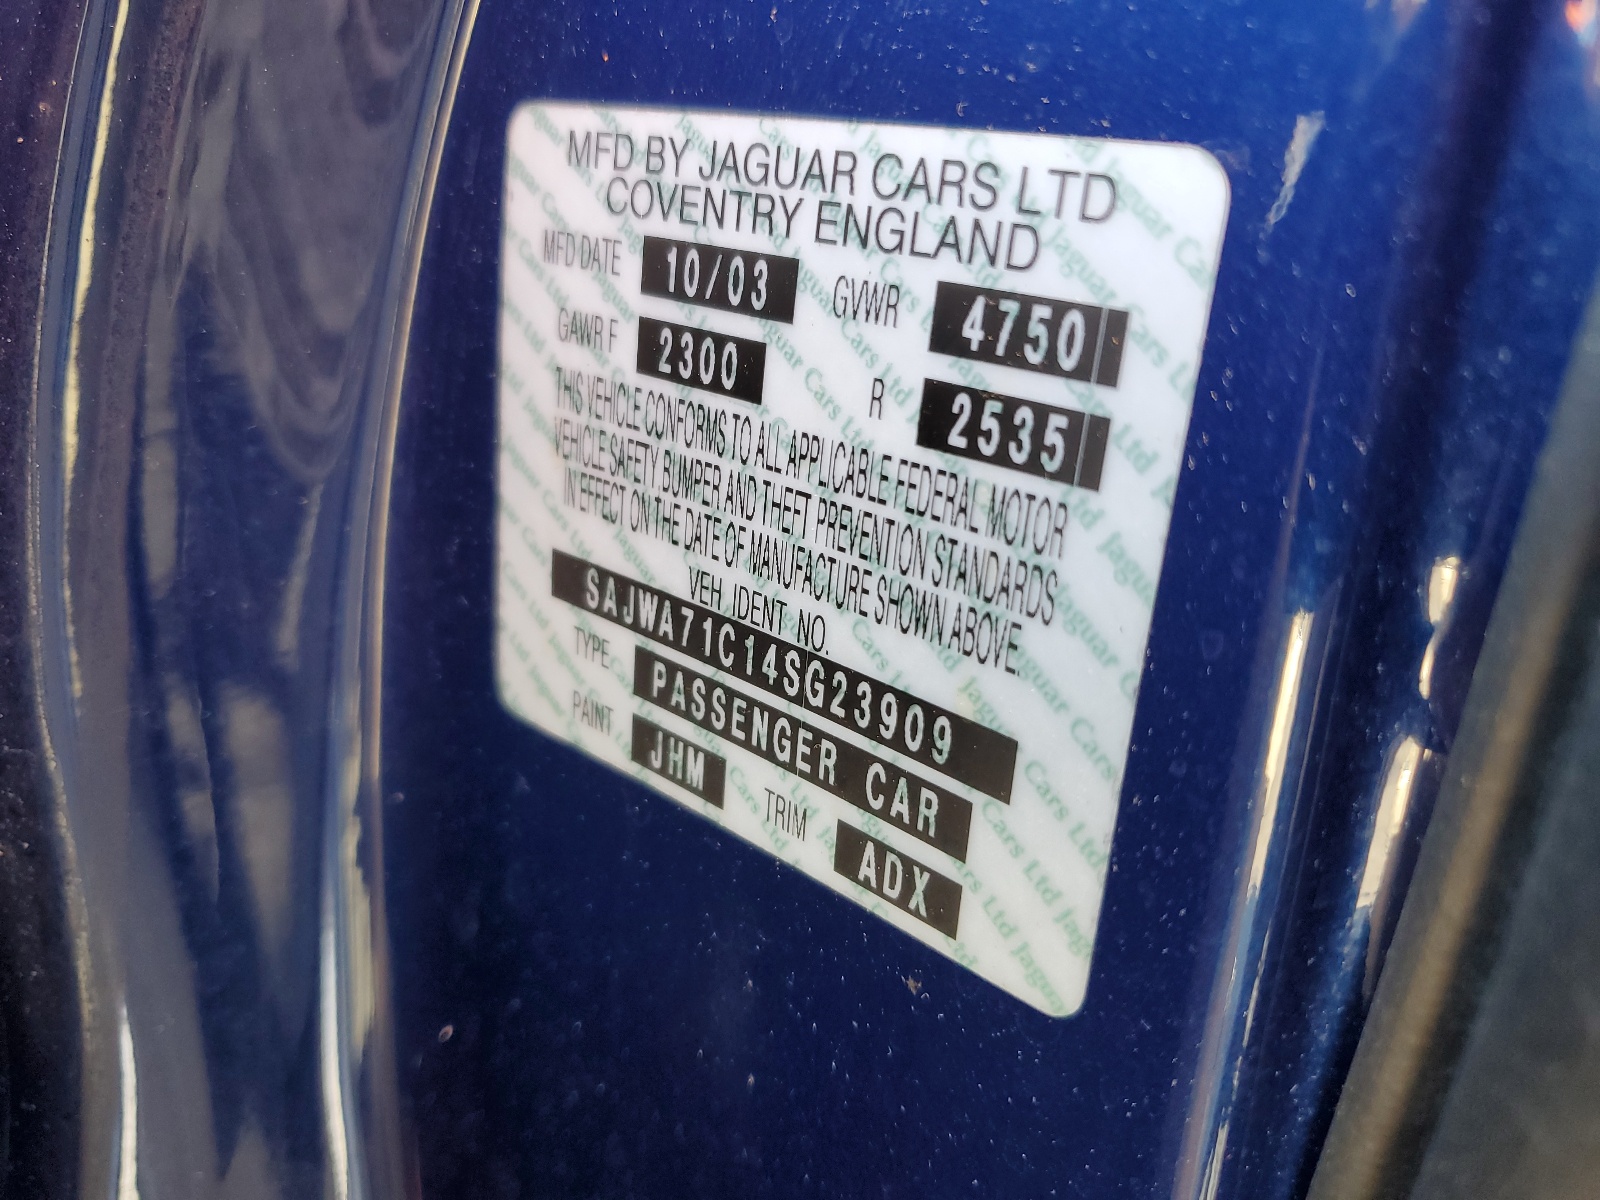 MFD BY JAGUAR CARS LTD
COVENTRY ENGLAND
MFD DATE 10/03 GVWR 4750
GAWR F 2300 R 2535
THIS VEHICLE CONFORMS TO ALL APPLICABLE FEDERAL MOTOR
VEHICLE SAFETY, BUMPER AND THEFT PREVENTION STANDARDS
IN EFFECT ON THE DATE OF MANUFACTURE SHOWN ABOVE.
VEH. IDENT. NO.
SAJWA71C14SG23909
TYPE PASSENGER CAR
PAINT JHM TRIM ADX